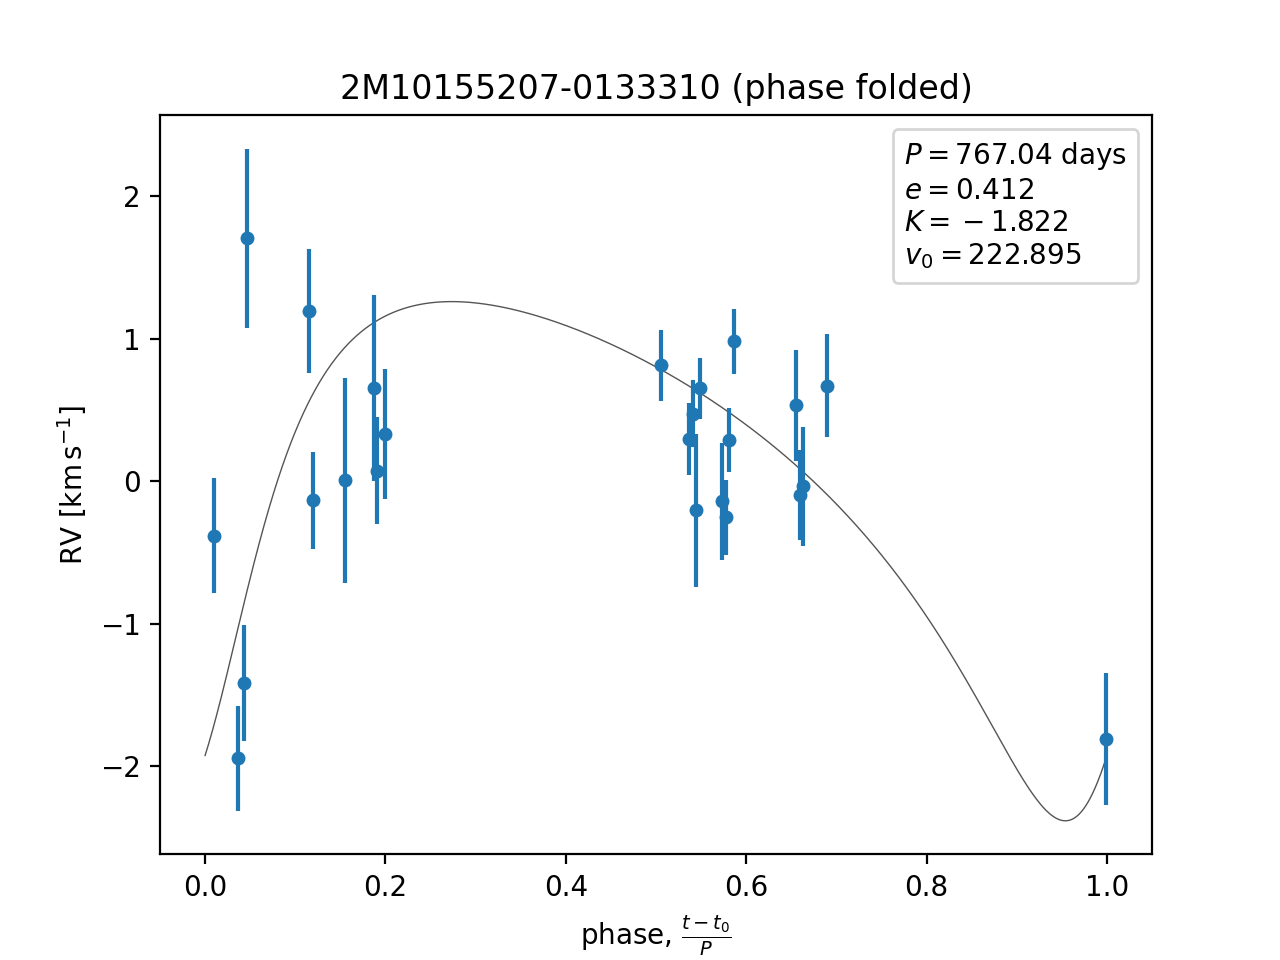 2M10155207-0133310 (phase folded)
P = 767.04 days
e = 0.412
K = − 1.822
v₀ = 222.895
RV [km s⁻¹]
2
1
0
−1
−2
0.0 0.2 0.4 0.6 0.8 1.0
phase, (t − t₀)/P